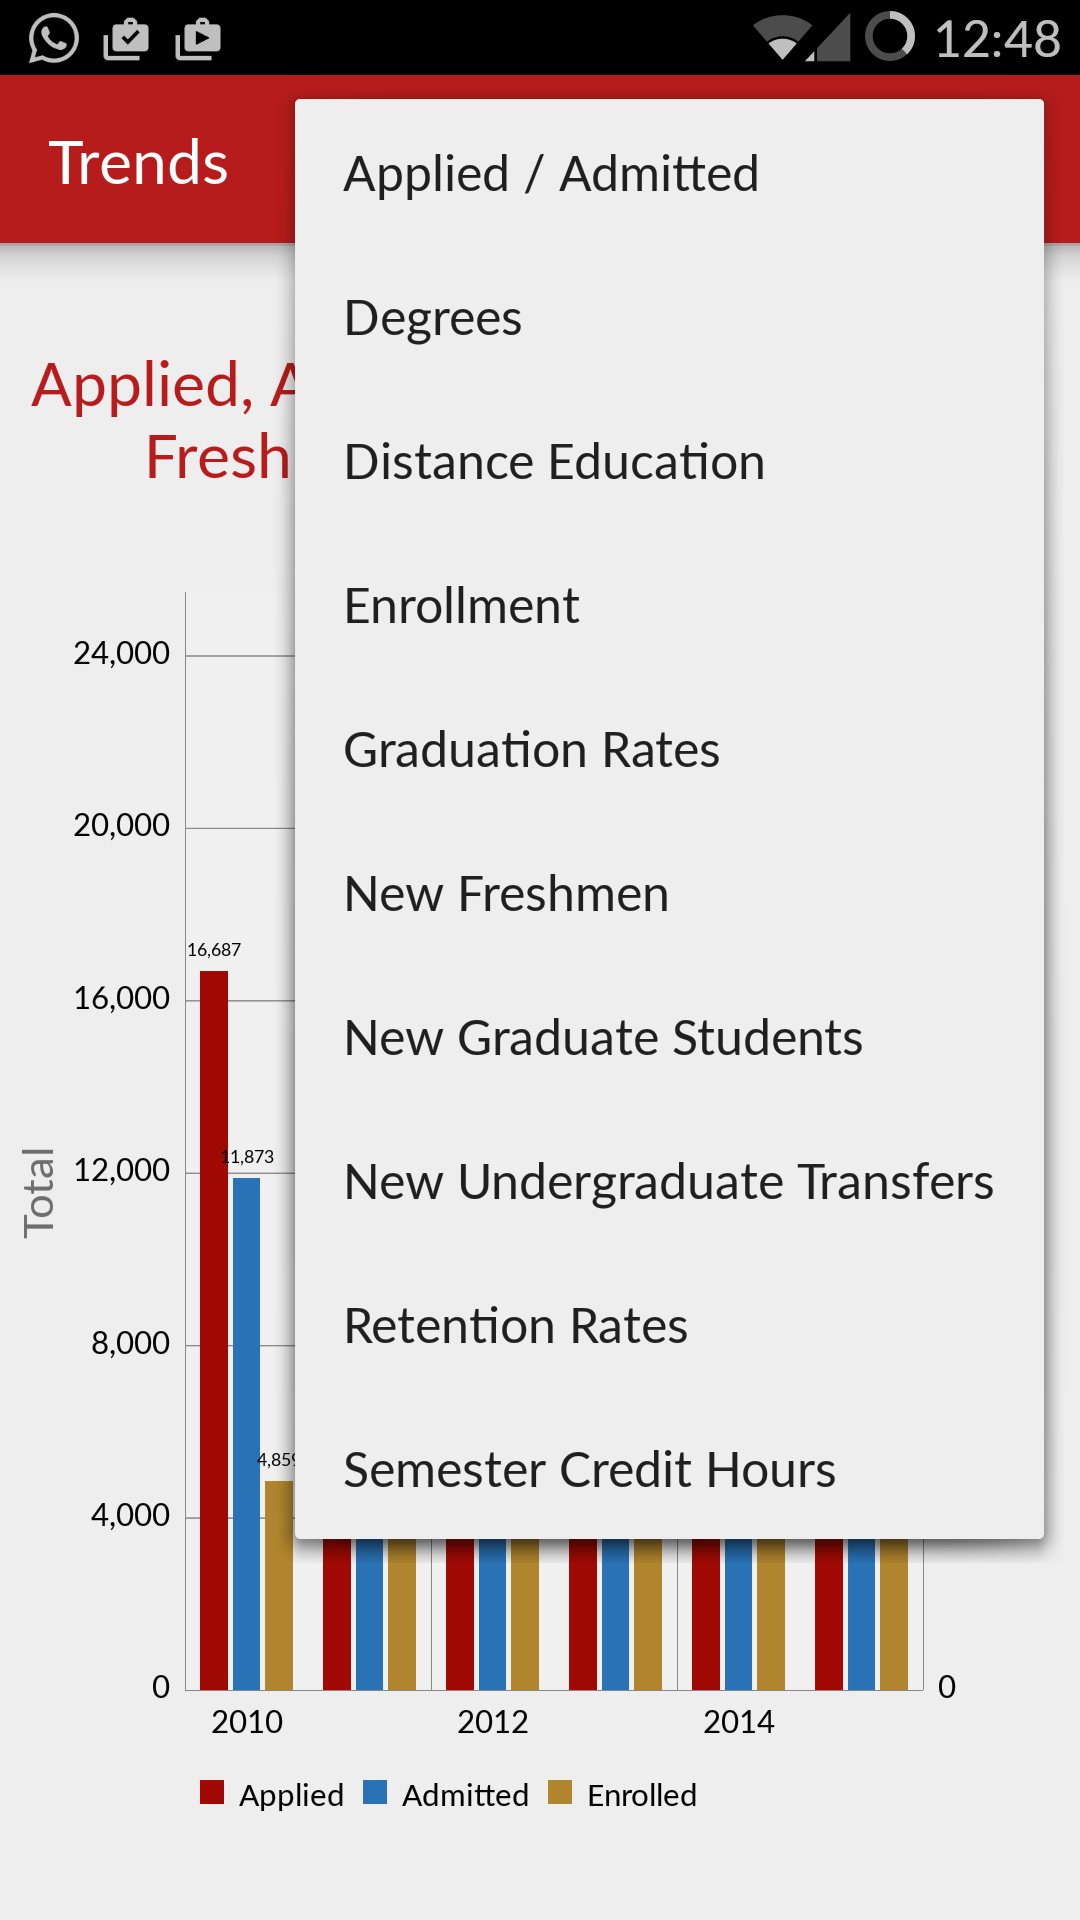 12:48
Trends
Applied / Admitted
Degrees
Distance Education
Enrollment
Graduation Rates
New Freshmen
New Graduate Students
New Undergraduate Transfers
Retention Rates
Semester Credit Hours
Applied,
24,000
20,000
16,687
16,000
11,873
12,000
Total
8,000
4,000
0
0
2010 2012 2014
Applied Admitted Enrolled